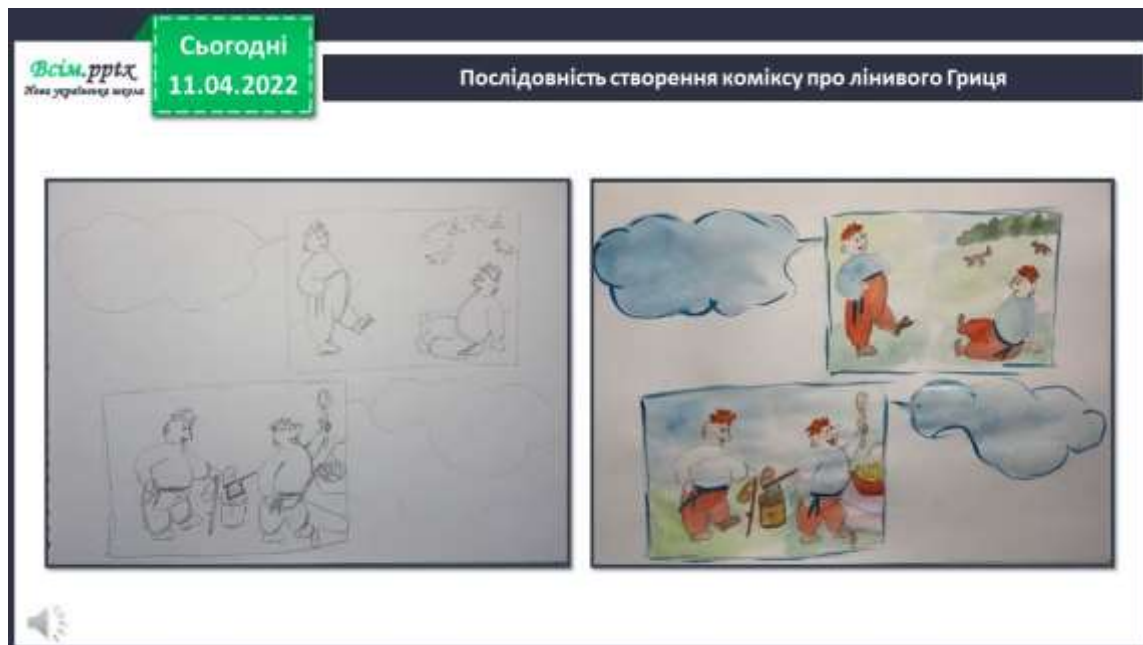 Всім.pptx
Нова українська школа
Сьогодні
11.04.2022
Послідовність створення коміксу про лінивого Гриця